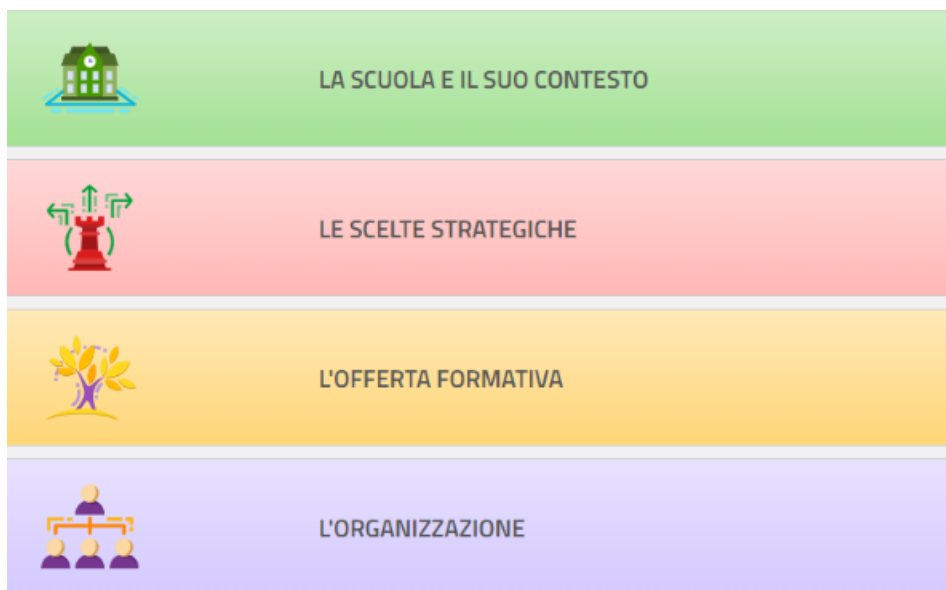 LA SCUOLA E IL SUO CONTESTO
LE SCELTE STRATEGICHE
L'OFFERTA FORMATIVA
L'ORGANIZZAZIONE